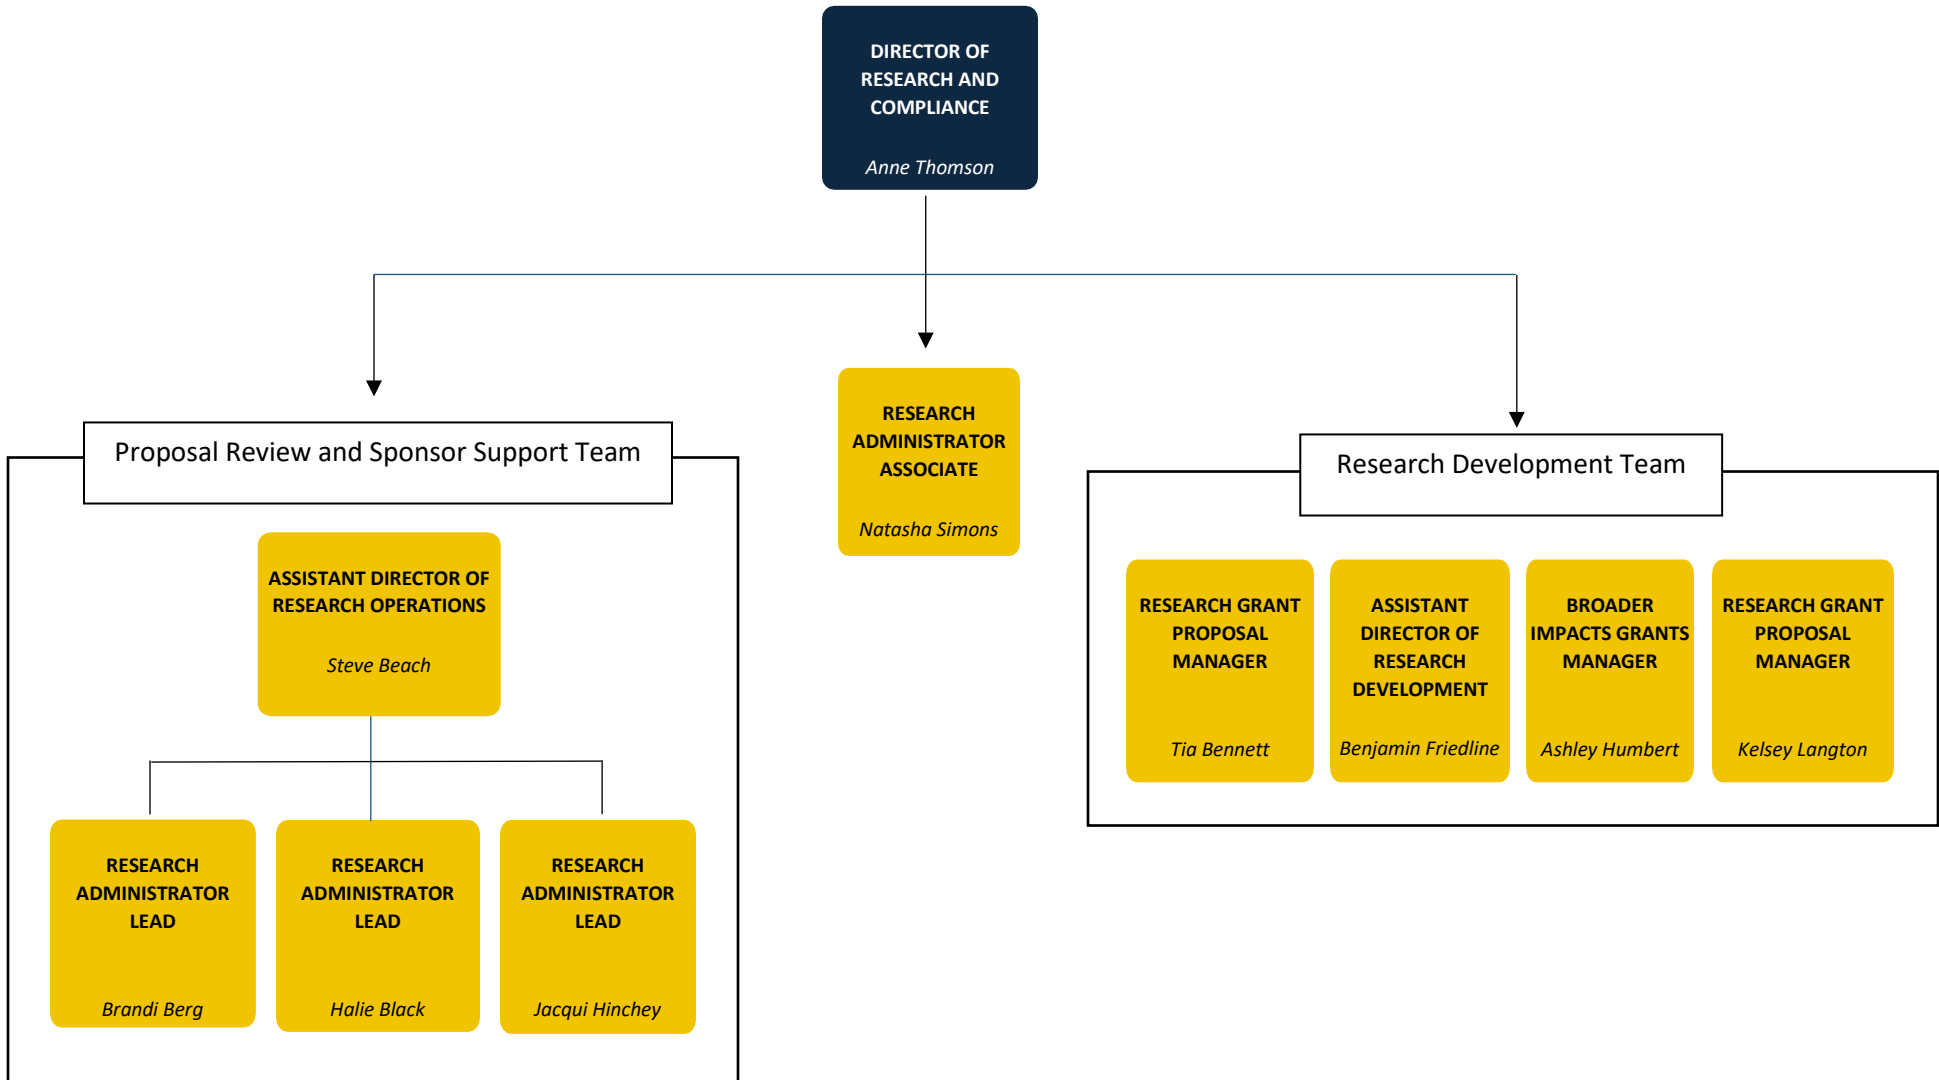 DIRECTOR OF
RESEARCH AND
COMPLIANCE
Anne Thomson
Proposal Review and Sponsor Support Team
ASSISTANT DIRECTOR OF
RESEARCH OPERATIONS
Steve Beach
RESEARCH
ADMINISTRATOR
LEAD
Brandi Berg
RESEARCH
ADMINISTRATOR
LEAD
Halie Black
RESEARCH
ADMINISTRATOR
LEAD
Jacqui Hinchey
RESEARCH
ADMINISTRATOR
ASSOCIATE
Natasha Simons
Research Development Team
RESEARCH GRANT
PROPOSAL
MANAGER
Tia Bennett
ASSISTANT
DIRECTOR OF
RESEARCH
DEVELOPMENT
Benjamin Friedline
BROADER
IMPACTS GRANTS
MANAGER
Ashley Humbert
RESEARCH GRANT
PROPOSAL
MANAGER
Kelsey Langton